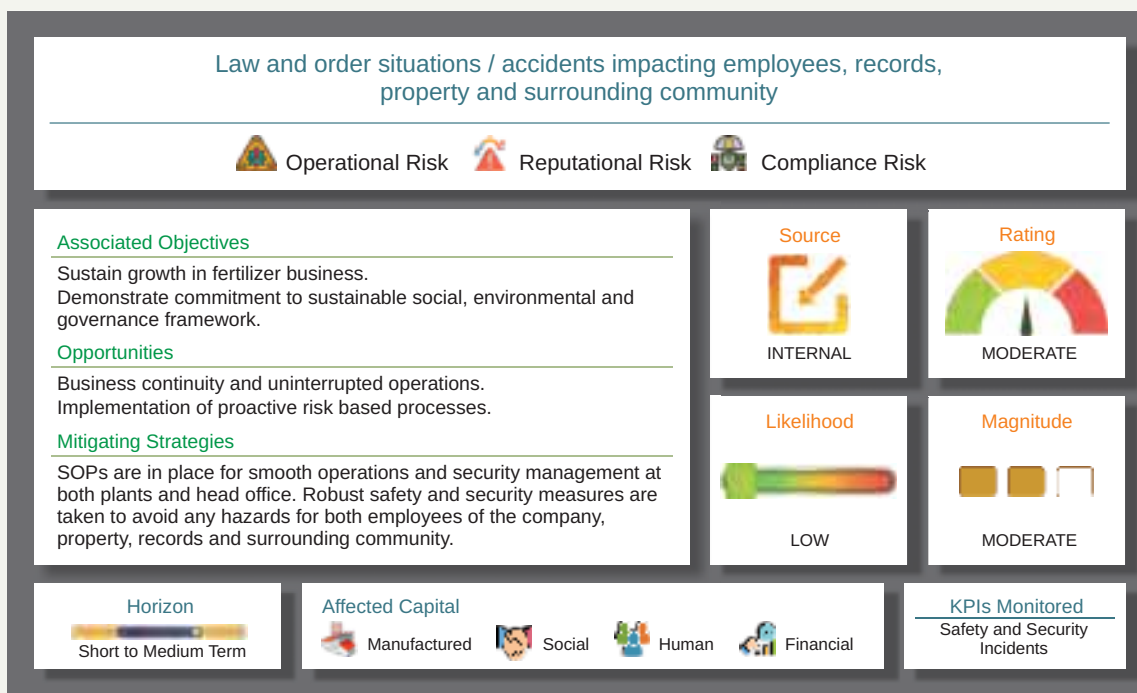 Law and order situations / accidents impacting employees, records,
property and surrounding community
Operational Risk Reputational Risk Compliance Risk
Associated Objectives
Sustain growth in fertilizer business.
Demonstrate commitment to sustainable social, environmental and
governance framework.
Opportunities
Business continuity and uninterrupted operations.
Implementation of proactive risk based processes.
Mitigating Strategies
SOPs are in place for smooth operations and security management at
both plants and head office. Robust safety and security measures are
taken to avoid any hazards for both employees of the company,
property, records and surrounding community.
Source
INTERNAL
Rating
MODERATE
Likelihood
LOW
Magnitude
MODERATE
Horizon
Short to Medium Term
Affected Capital
Manufactured Social Human Financial
KPIs Monitored
Safety and Security
Incidents